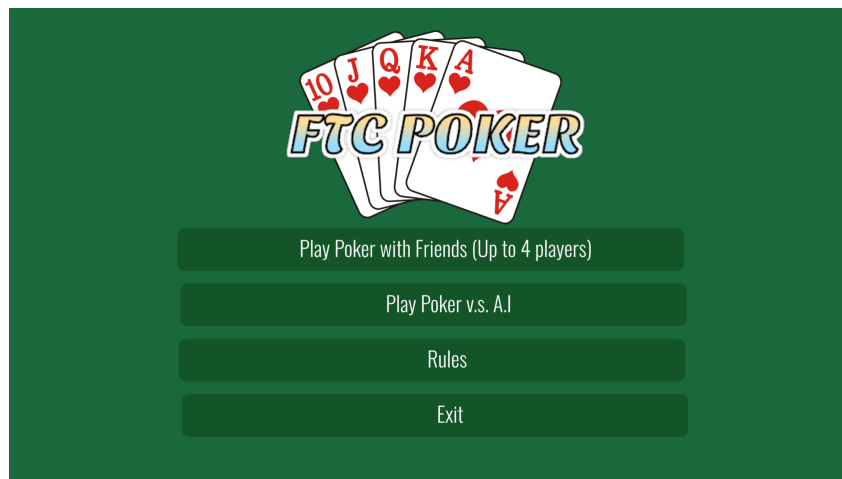 10 J Q K A
FTC POKER
A
Play Poker with Friends (Up to 4 players)
Play Poker v.s. A.I
Rules
Exit